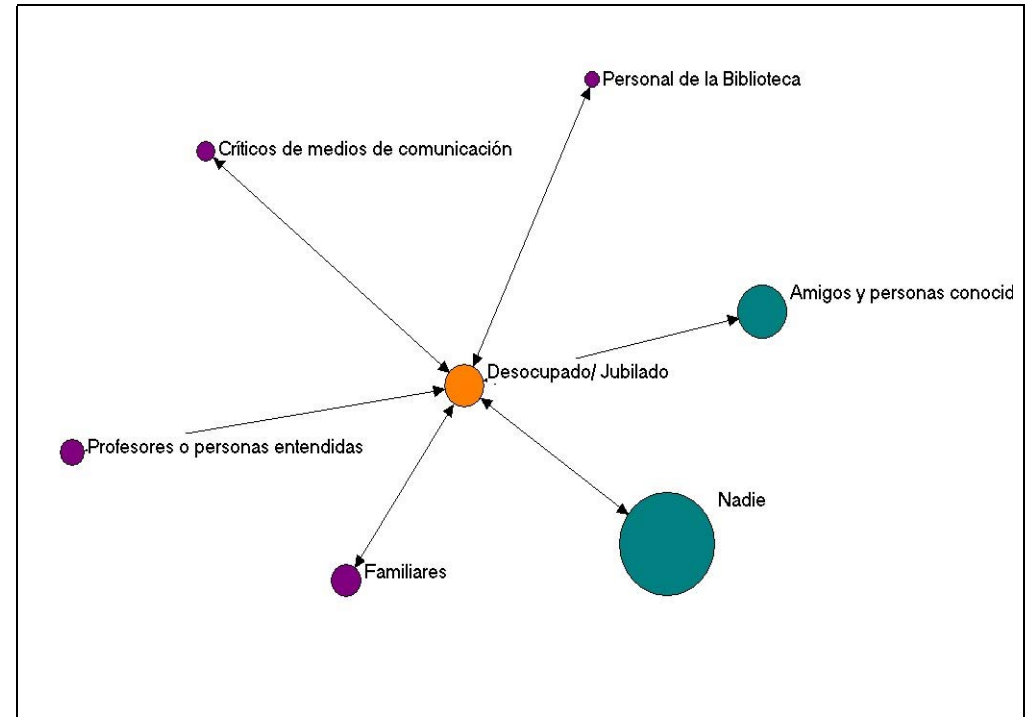 Personal de la Biblioteca
Críticos de medios de comunicación
Amigos y personas conocid
Desocupado/ Jubilado
Profesores o personas entendidas
Nadie
Familiares